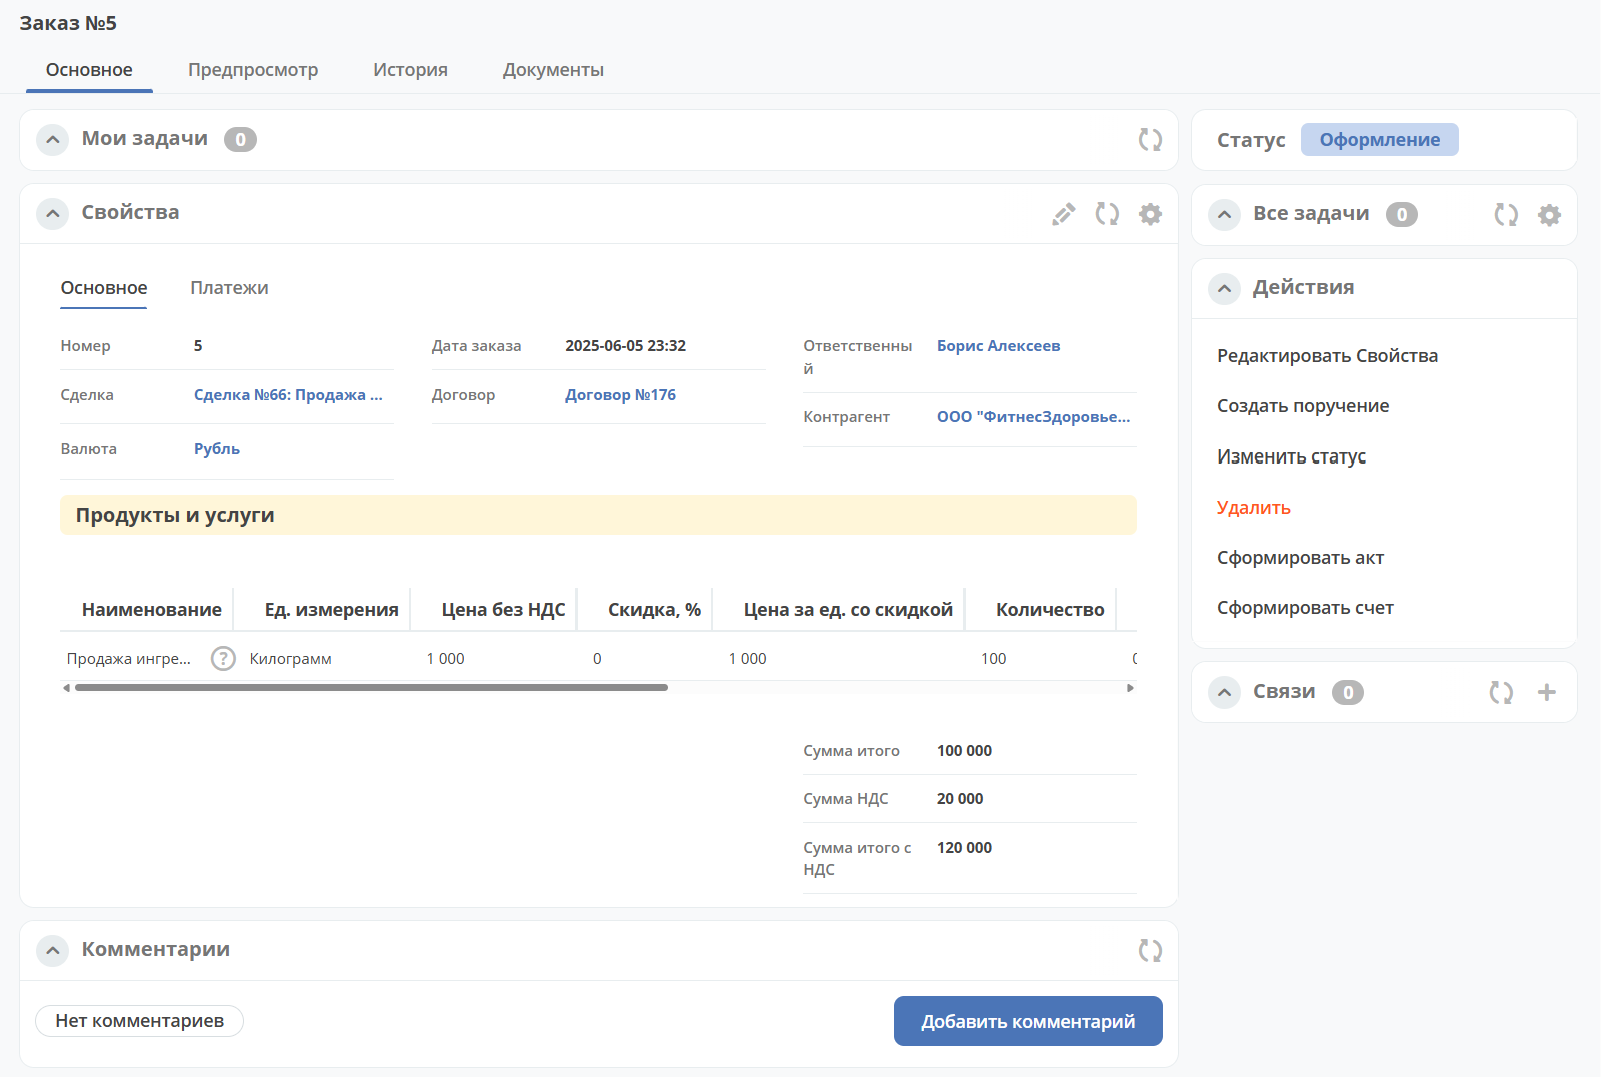 Заказ №5
Основное
Предпросмотр
История
Документы
Мои задачи 0
Статус Оформление
Свойства
Все задачи 0
Действия
Основное
Платежи
Номер 5
Дата заказа 2025-06-05 23:32
Ответственны
й
Борис Алексеев
Сделка Сделка №66: Продажа ...
Договор Договор №176
Контрагент ООО "ФитнесЗдоровье...
Валюта Рубль
Редактировать Свойства
Создать поручение
Изменить статус
Удалить
Сформировать акт
Сформировать счет
Продукты и услуги
Наименование Ед. измерения Цена без НДС Скидка, % Цена за ед. со скидкой Количество
Продажа ингре... ? Килограмм 1 000 0 1 000 100
Связи 0
Сумма итого 100 000
Сумма НДС 20 000
Сумма итого с
НДС
120 000
Комментарии
Нет комментариев
Добавить комментарий